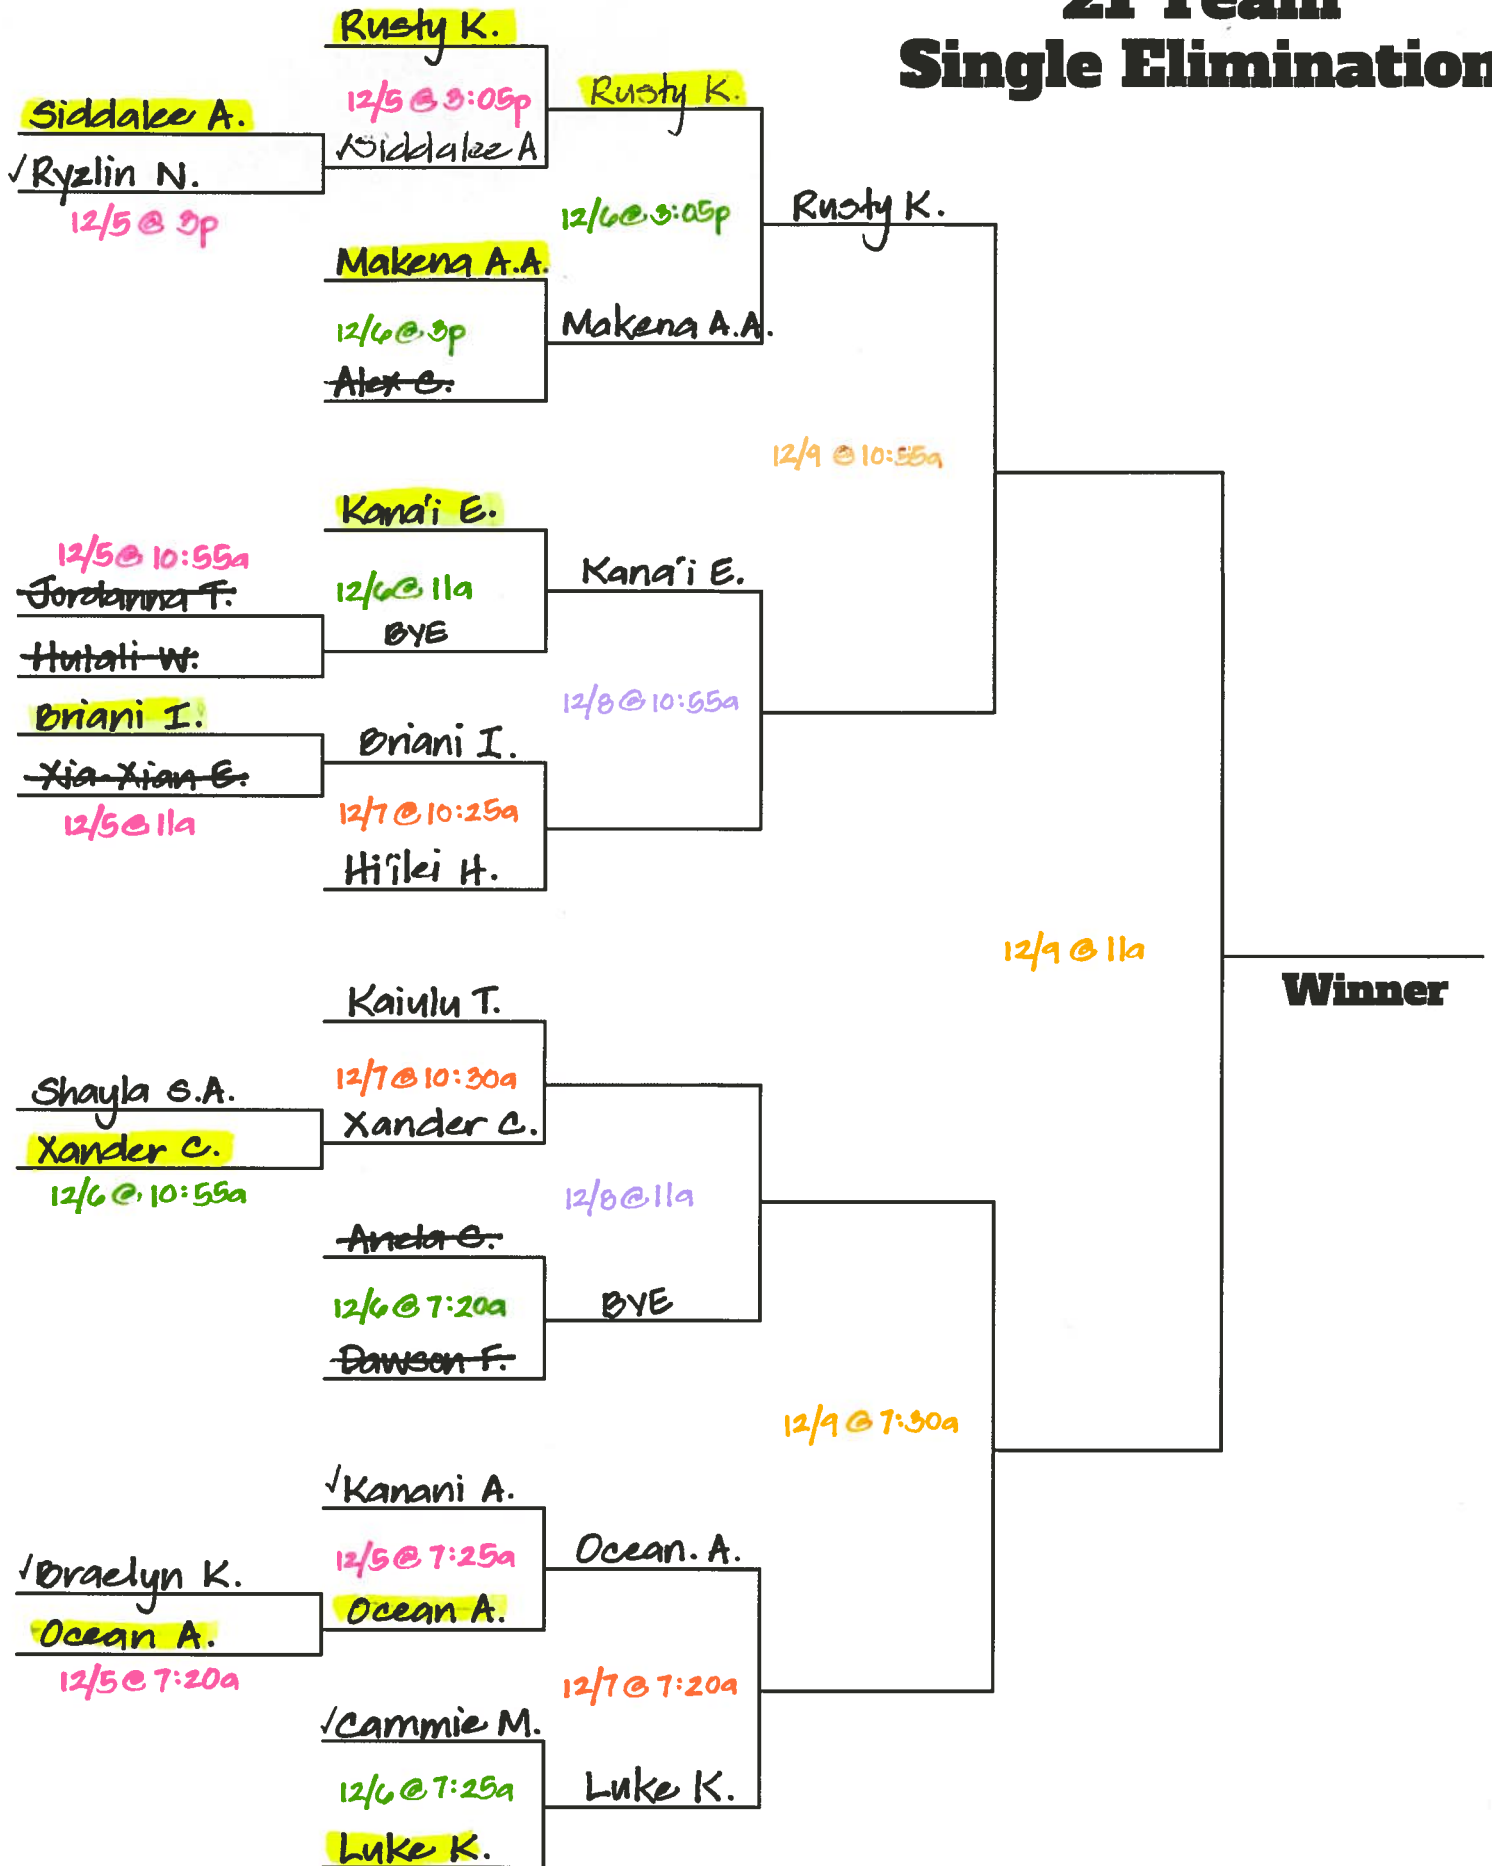 21 Team
Single Elimination
Rusty K.
12/5 @ 3:05p
Rusty K.
Siddalee A.
√Siddalee A
√Ryzlin N.
12/5 @ 3p
12/6@3:05p
Rusty K.
Makena A.A.
12/6@3p
Makena A.A.
Alex C.
12/9 @ 10:55a
Kana'i E.
12/5@ 10:55a
Kana'i E.
Jordanna T.
12/6@ 11a
BYE
Hulali W.
12/8@10:55a
Briani I.
Briani I.
Xia-Xian E.
12/7@10:25a
12/5@11a
Hi'ilei H.
12/9 @ 11a
Winner
Kaiulu T.
12/7@10:30a
Shayla S.A.
Xander C.
Xander C.
12/6@ 10:55a
12/8@11a
Anela C.
12/6@7:20a
BYE
Dawson F.
12/9 @ 7:30a
√Kanani A.
12/5@7:25a
Ocean. A.
√Braelyn K.
Ocean A.
Ocean A.
12/5@7:20a
12/7@7:20a
√Cammie M.
12/6@7:25a
Luke K.
Luke K.